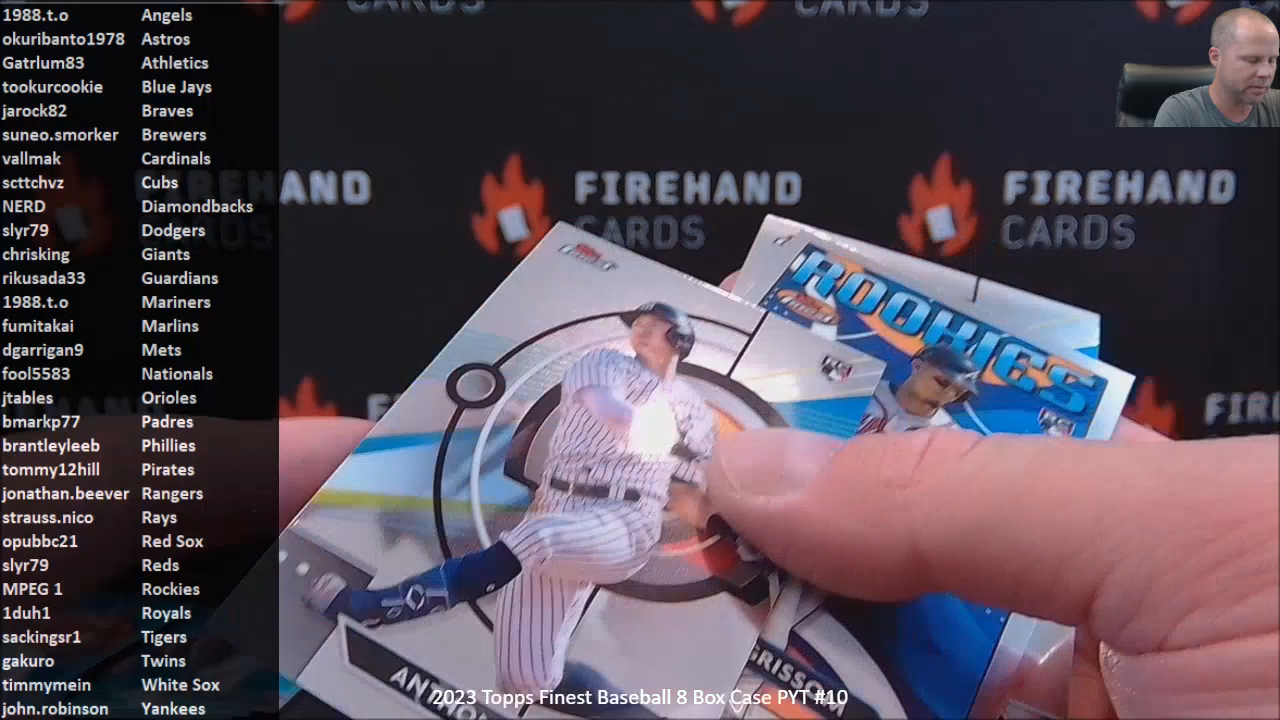 1988.t.o Angels
okuribanto1978 Astros
Gatrlum83 Athletics
tookurcookie Blue Jays
jarock82 Braves
suneo.smorker Brewers
vallmak Cardinals
scttchvz Cubs
NERD Diamondbacks
slyr79 Dodgers
chrisking Giants
rikusada33 Guardians
1988.t.o Mariners
fumitakai Marlins
dgarrigan9 Mets
fool5583 Nationals
jtables Orioles
bmarkp77 Padres
brantleyleeb Phillies
tommy12hill Pirates
jonathan.beever Rangers
strauss.nico Rays
opubbc21 Red Sox
slyr79 Reds
MPEG 1 Rockies
1duh1 Royals
sackingsr1 Tigers
gakuro Twins
timmymein White Sox
john.robinson Yankees
CARDS
CARDS
FIREHAND
CARDS
FIREHAND
CARDS
FIREHAND
CARDS
ROOKIES
GRISSOM
2023 Topps Finest Baseball 8 Box Case PYT #10